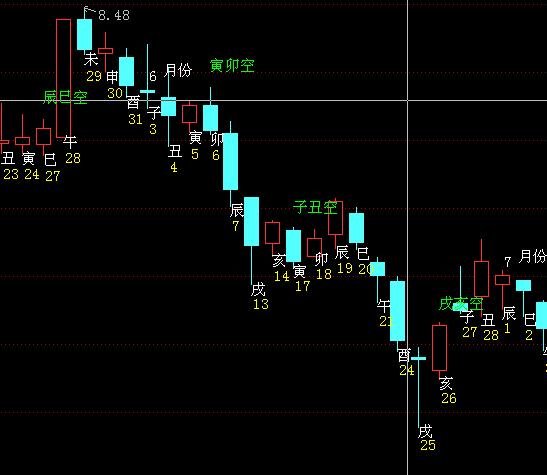 8.48
未
29
申
30
酉
31
6 月份
子
3
寅卯空
辰巳空
丑
23
寅
24
巳
27
午
28
丑
4
寅
5
卯
6
辰
7
戌
13
子丑空
亥
14
寅
17
卯
18
辰
19
巳
20
午
21
酉
24
戌
25
亥
26
戌亥空
子
27
丑
28
7 月份
辰
1
巳
2